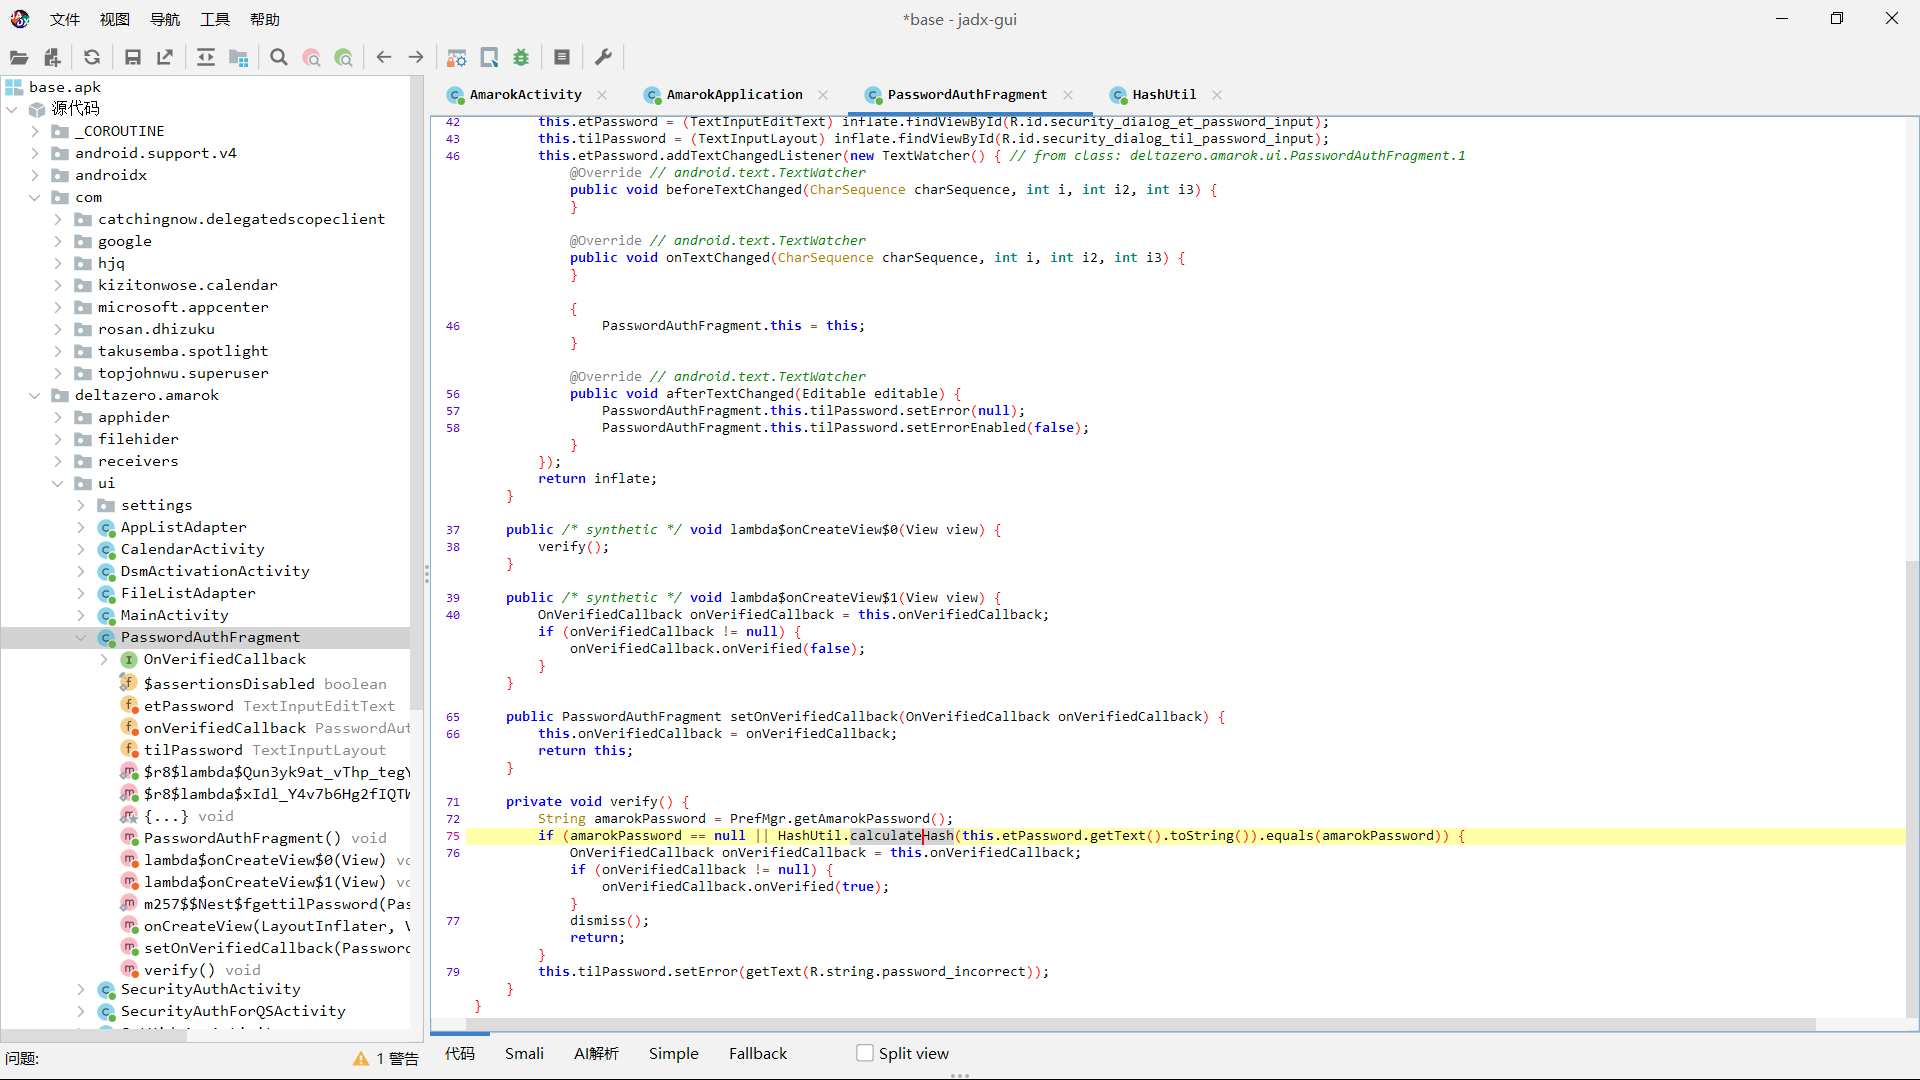 文件 视图 导航 工具 帮助
*base - jadx-gui
base.apk
源代码
_COROUTINE
android.support.v4
androidx
com
catchingnow.delegatedscopeclient
google
hjq
kizitonwose.calendar
microsoft.appcenter
rosan.dhizuku
takusemba.spotlight
topjohnwu.superuser
deltazero.amarok
apphider
filehider
receivers
ui
settings
AppListAdapter
CalendarActivity
DsmActivationActivity
FileListAdapter
MainActivity
PasswordAuthFragment
OnVerifiedCallback
$assertionsDisabled boolean
etPassword TextInputEditText
onVerifiedCallback PasswordAut
tilPassword TextInputLayout
$r8$lambda$Qun3yk9at_vThp_tegY
$r8$lambda$xIdl_Y4v7b6Hg2fIQTW
{...} void
PasswordAuthFragment() void
lambda$onCreateView$0(View) vo
lambda$onCreateView$1(View) vo
m257$$Nest$fgettilPassword(Pas
onCreateView(LayoutInflater, V
setOnVerifiedCallback(Password
verify() void
SecurityAuthActivity
SecurityAuthForQSActivity
问题: 1 警告
AmarokActivity AmarokApplication PasswordAuthFragment HashUtil
42 this.etPassword = (TextInputEditText) inflate.findViewById(R.id.security_dialog_et_password_input);
43 this.tilPassword = (TextInputLayout) inflate.findViewById(R.id.security_dialog_til_password_input);
46 this.etPassword.addTextChangedListener(new TextWatcher() { // from class: deltazero.amarok.ui.PasswordAuthFragment.1
@Override // android.text.TextWatcher
public void beforeTextChanged(CharSequence charSequence, int i, int i2, int i3) {
}
@Override // android.text.TextWatcher
public void onTextChanged(CharSequence charSequence, int i, int i2, int i3) {
}
{
46 PasswordAuthFragment.this = this;
}
@Override // android.text.TextWatcher
56 public void afterTextChanged(Editable editable) {
57 PasswordAuthFragment.this.tilPassword.setError(null);
58 PasswordAuthFragment.this.tilPassword.setErrorEnabled(false);
}
});
return inflate;
}
37 public /* synthetic */ void lambda$onCreateView$0(View view) {
38 verify();
}
39 public /* synthetic */ void lambda$onCreateView$1(View view) {
40 OnVerifiedCallback onVerifiedCallback = this.onVerifiedCallback;
if (onVerifiedCallback != null) {
onVerifiedCallback.onVerified(false);
}
}
65 public PasswordAuthFragment setOnVerifiedCallback(OnVerifiedCallback onVerifiedCallback) {
66 this.onVerifiedCallback = onVerifiedCallback;
return this;
}
71 private void verify() {
72 String amarokPassword = PrefMgr.getAmarokPassword();
75 if (amarokPassword == null || HashUtil.calculateHash(this.etPassword.getText().toString()).equals(amarokPassword)) {
76 OnVerifiedCallback onVerifiedCallback = this.onVerifiedCallback;
if (onVerifiedCallback != null) {
onVerifiedCallback.onVerified(true);
}
77 dismiss();
return;
}
79 this.tilPassword.setError(getText(R.string.password_incorrect));
}
}
代码 Smali AI解析 Simple Fallback Split view